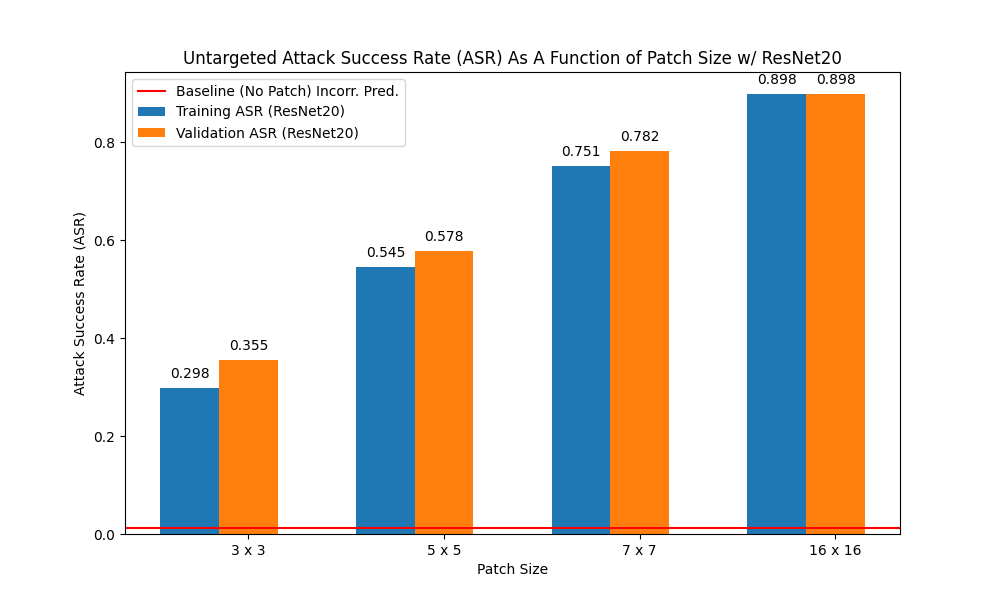 Untargeted Attack Success Rate (ASR) As A Function of Patch Size w/ ResNet20
Baseline (No Patch) Incorr. Pred.
Training ASR (ResNet20)
Validation ASR (ResNet20)
Attack Success Rate (ASR)
0.8
0.6
0.4
0.2
0.0
0.298
0.355
0.545
0.578
0.751
0.782
0.898
0.898
3 x 3
5 x 5
7 x 7
16 x 16
Patch Size